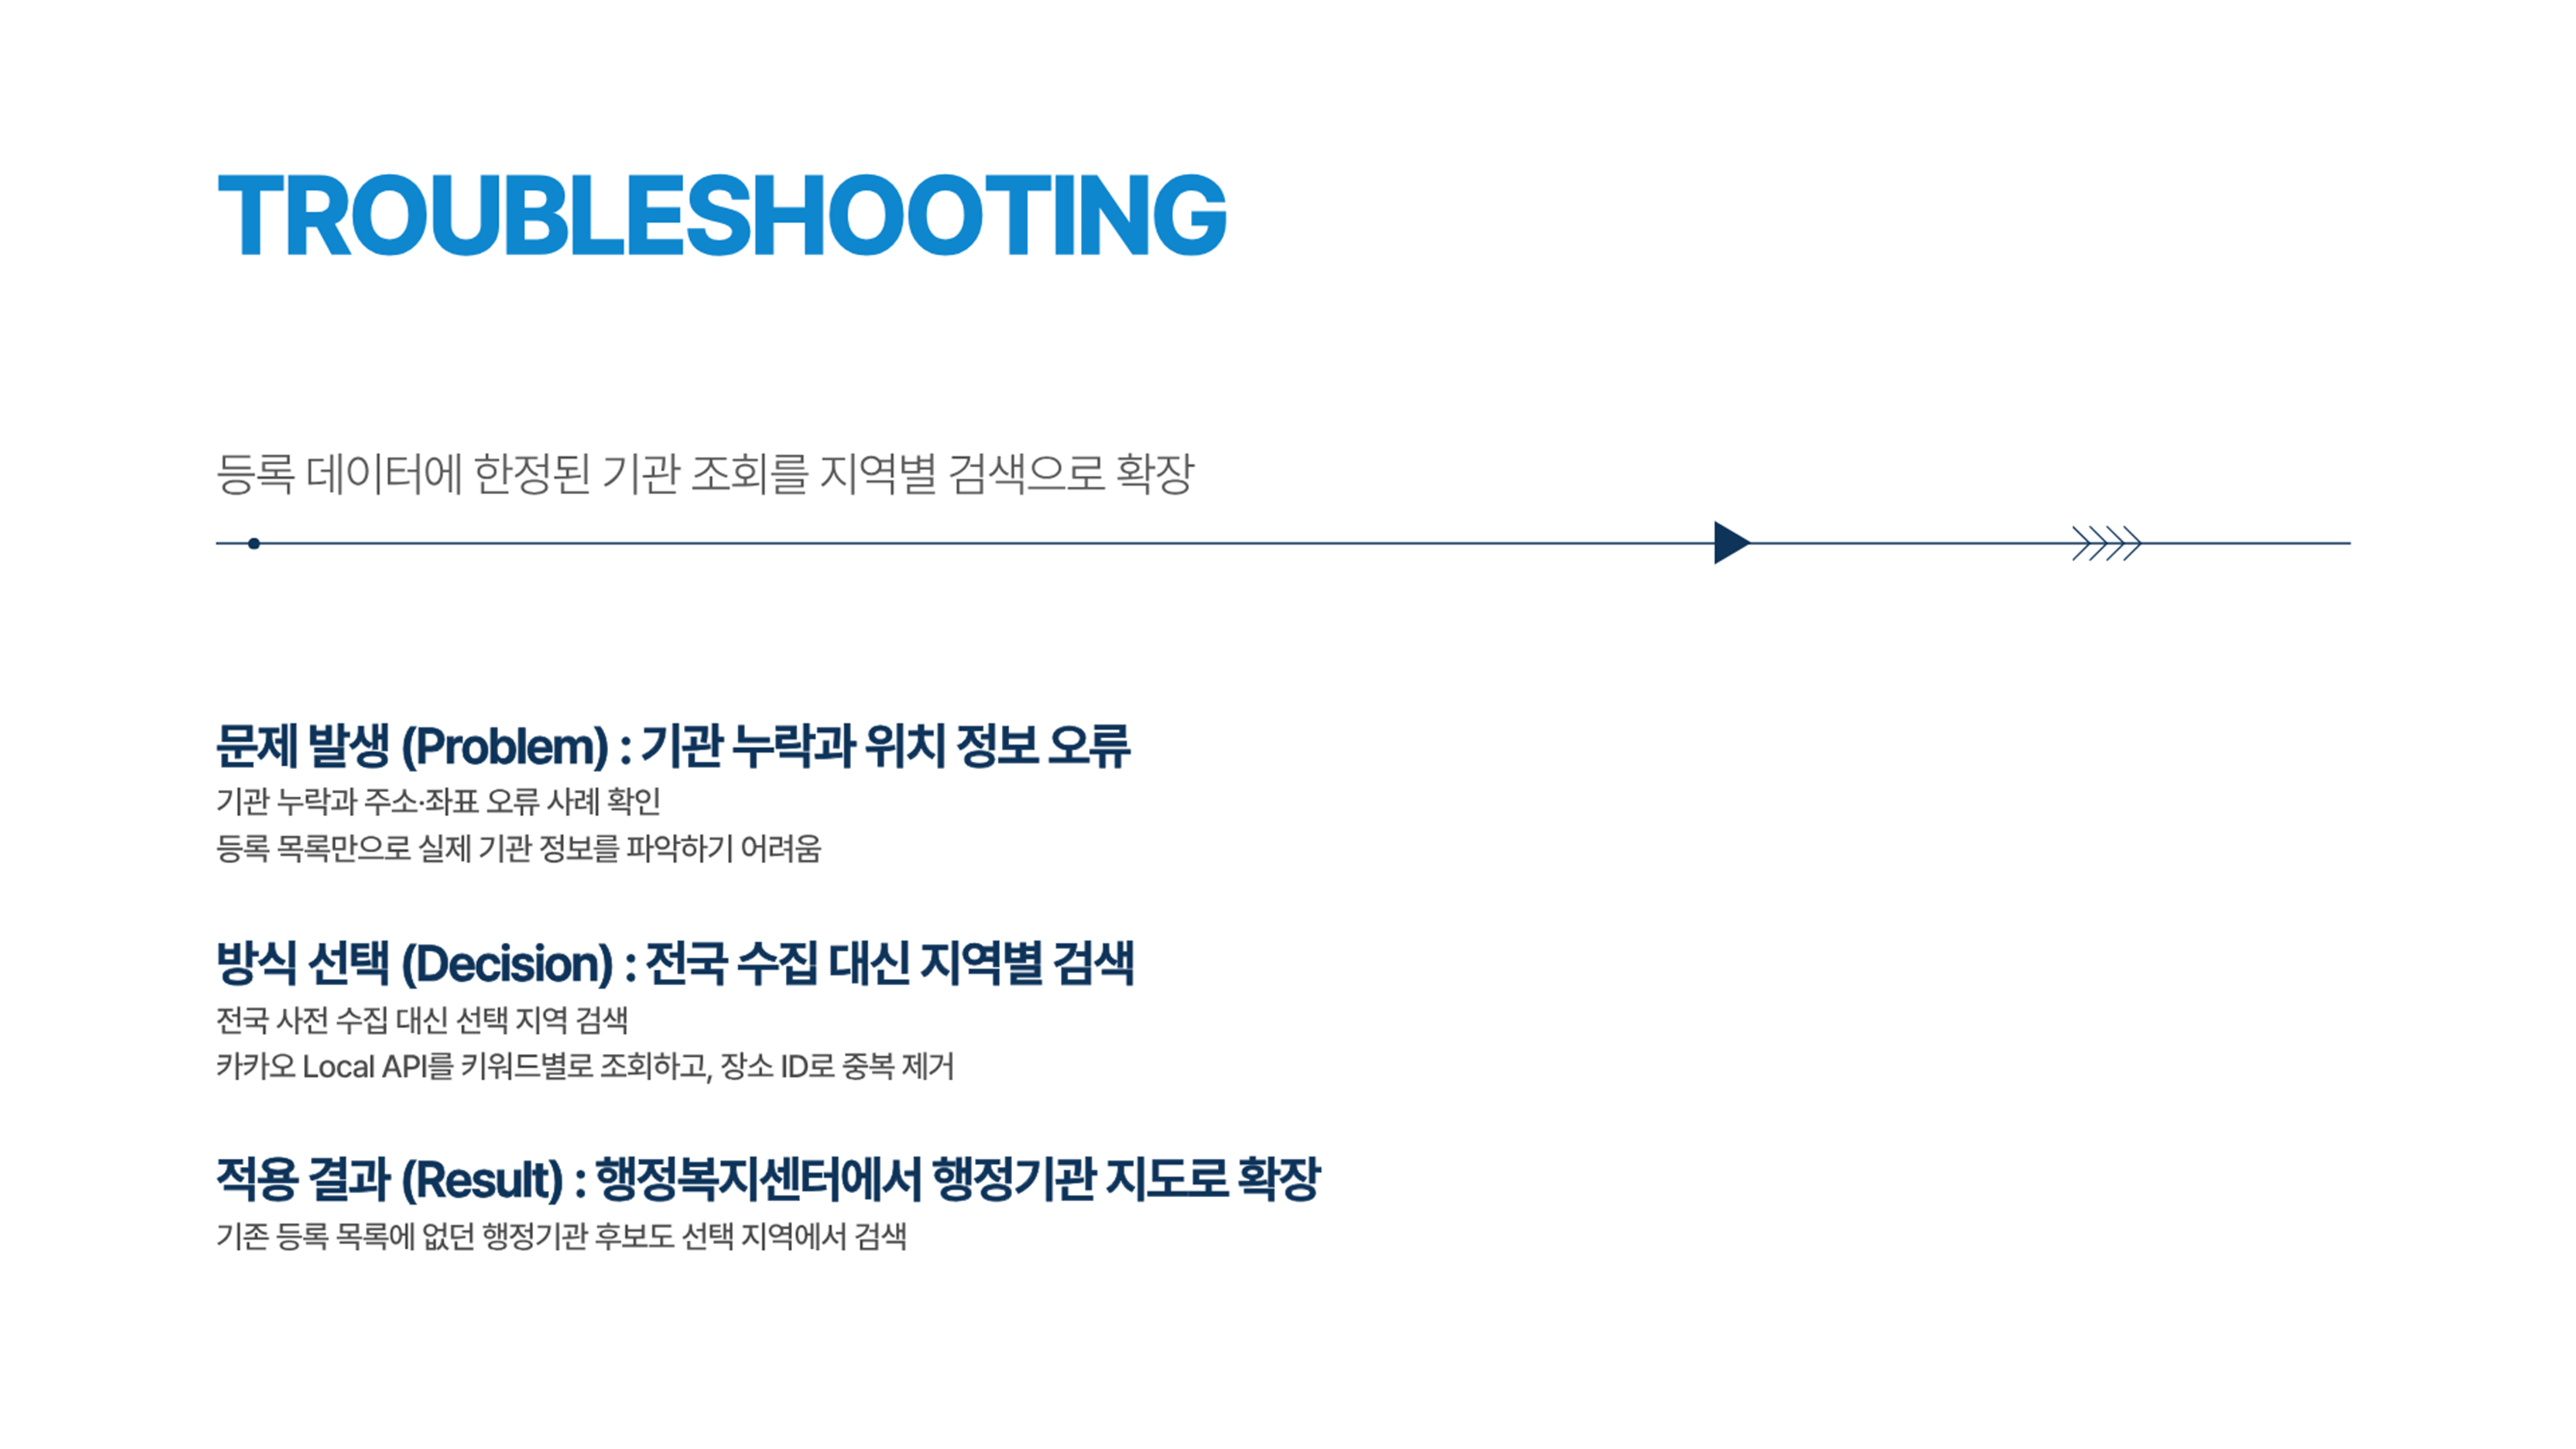 TROUBLESHOOTING
등록 데이터에 한정된 기관 조회를 지역별 검색으로 확장
문제 발생 (Problem) : 기관 누락과 위치 정보 오류
기관 누락과 주소·좌표 오류 사례 확인
등록 목록만으로 실제 기관 정보를 파악하기 어려움
방식 선택 (Decision) : 전국 수집 대신 지역별 검색
전국 사전 수집 대신 선택 지역 검색
카카오 Local API를 키워드별로 조회하고, 장소 ID로 중복 제거
적용 결과 (Result) : 행정복지센터에서 행정기관 지도로 확장
기존 등록 목록에 없던 행정기관 후보도 선택 지역에서 검색